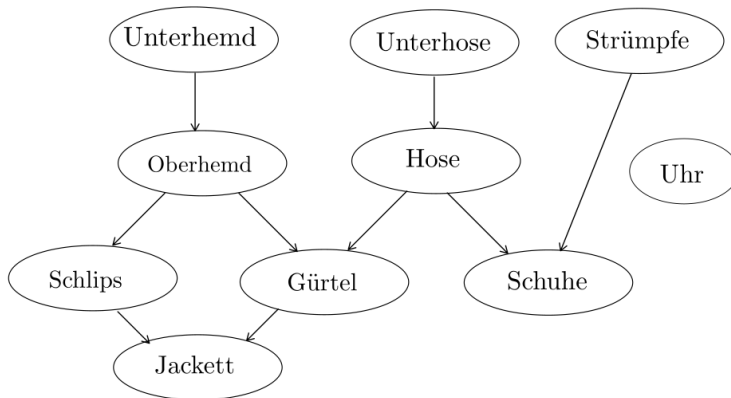 Unterhemd
Unterhose
Strümpfe
Oberhemd
Hose
Uhr
Schlips
Gürtel
Schuhe
Jackett